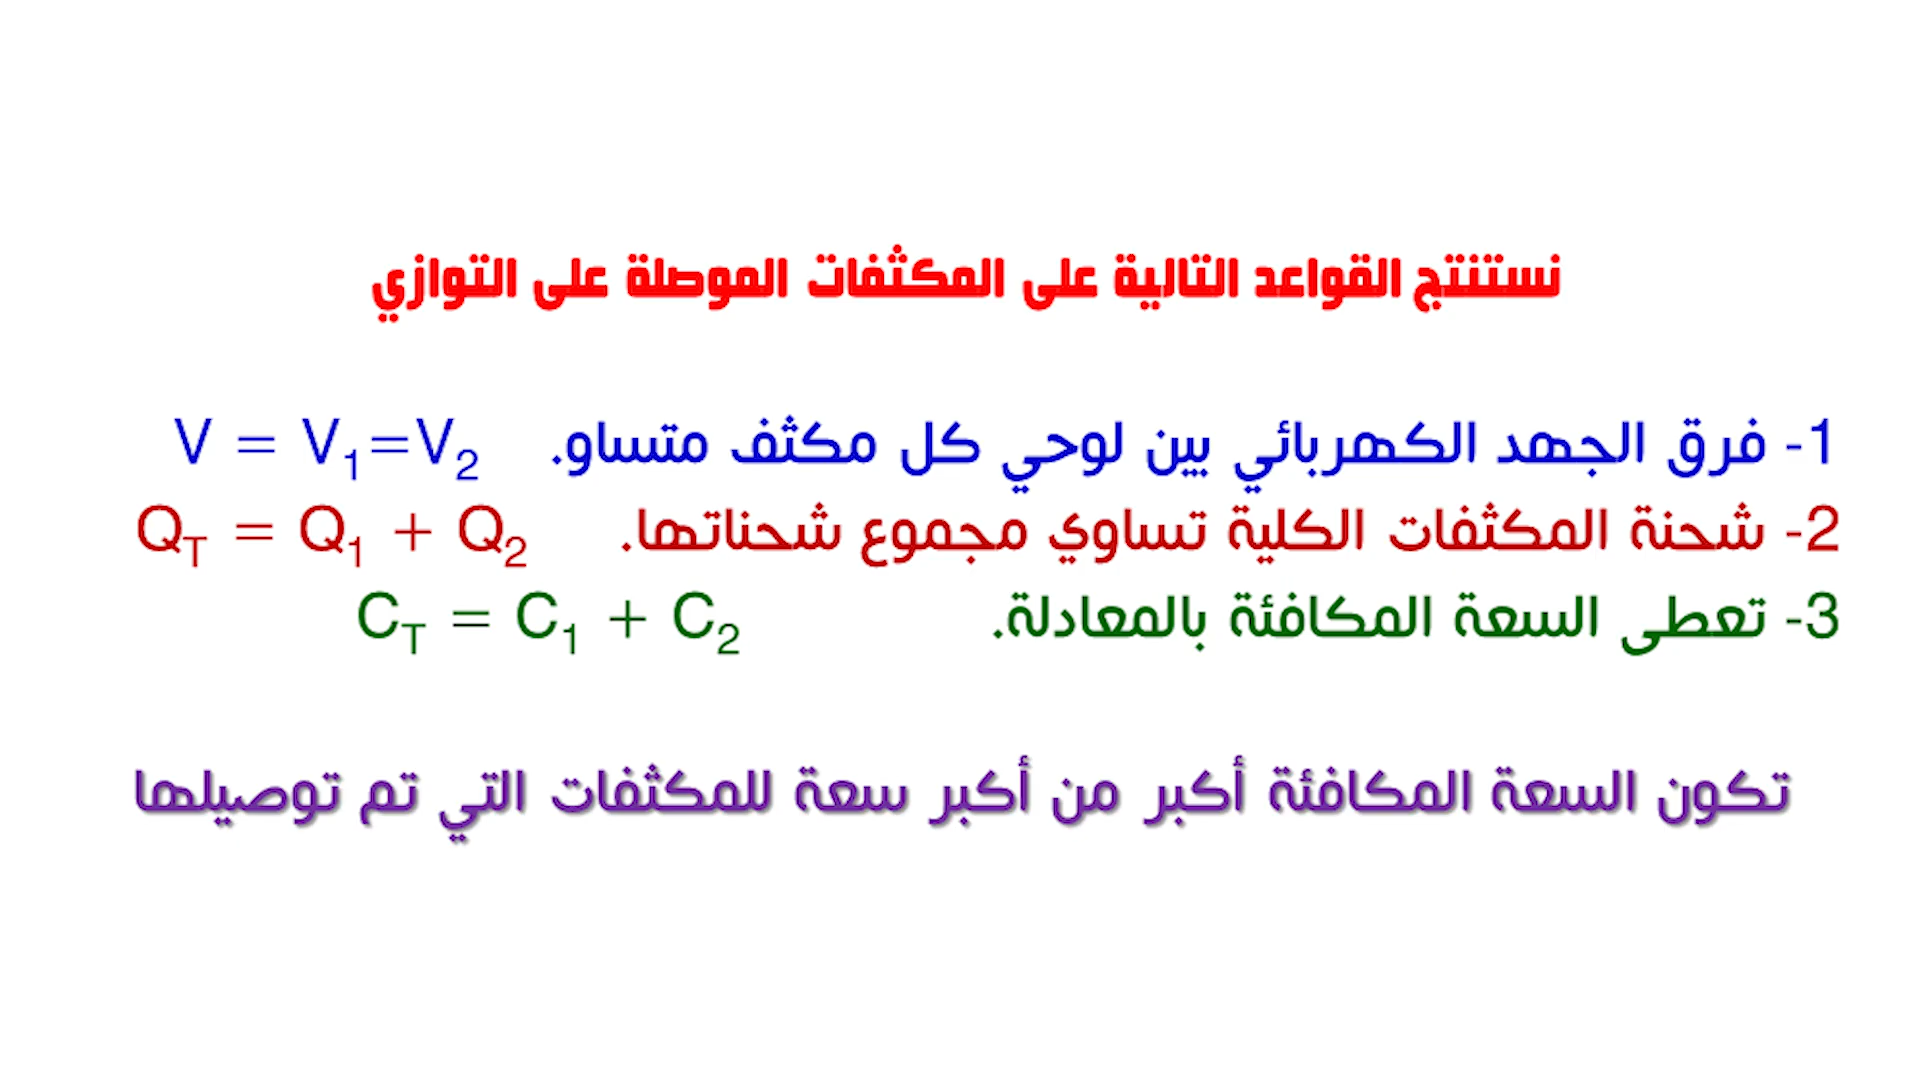 نستنتج القواعد التالية على المكثفات الموصلة على التوازي
1- فرق الجهد الكهربائي بين لوحي كل مكثف متساو. V = V₁=V₂
2- شحنة المكثفات الكلية تساوي مجموع شحناتها. Q_T = Q₁ + Q₂
3- تعطى السعة المكافئة بالمعادلة. C_T = C₁ + C₂
تكون السعة المكافئة أكبر من أكبر سعة للمكثفات التي تم توصيلها